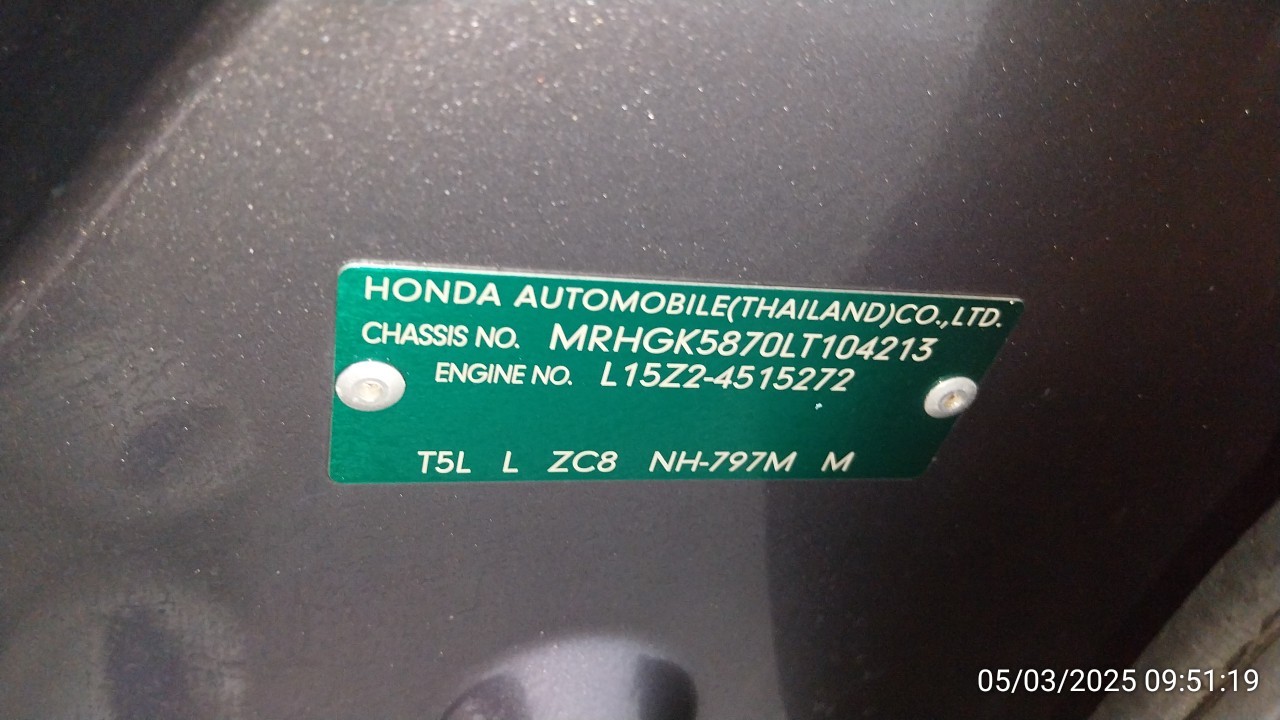 HONDA AUTOMOBILE(THAILAND)CO.,LTD.
CHASSIS NO. MRHGK5870LT104213
ENGINE NO. L15Z2-4515272
T5L L ZC8 NH-797M M
05/03/2025 09:51:19